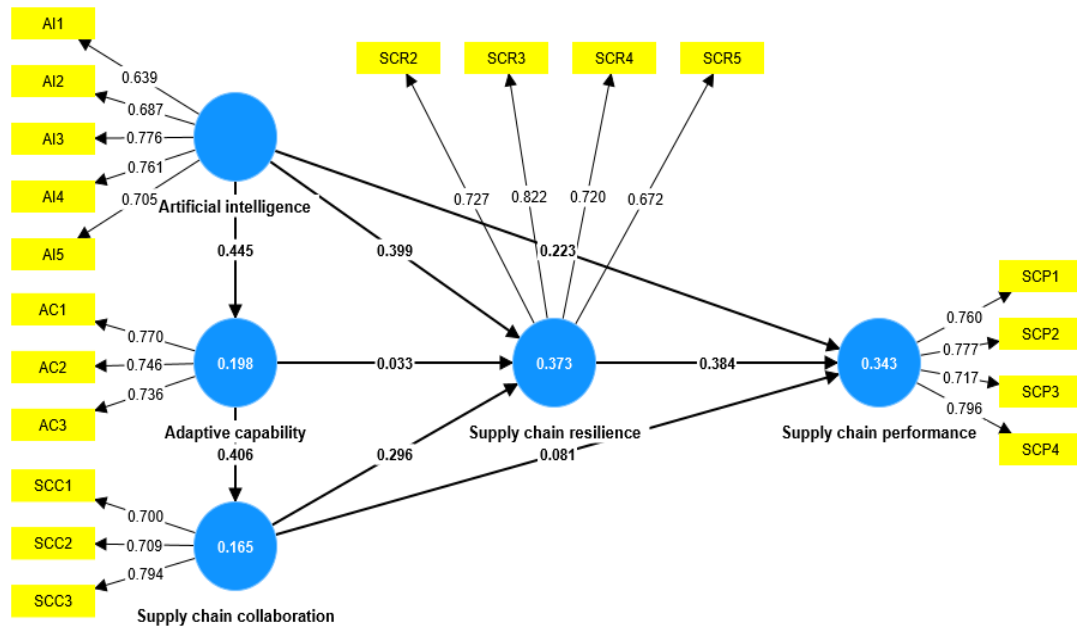 AI1
AI2
AI3
AI4
AI5
0.639
0.687
0.776
0.761
0.705
Artificial intelligence
SCR2
SCR3
SCR4
SCR5
0.727
0.822
0.720
0.672
0.445
0.399
0.223
AC1
AC2
AC3
0.770
0.746
0.736
0.198
Adaptive capability
0.033
0.373
Supply chain resilience
0.384
0.343
Supply chain performance
SCP1
SCP2
SCP3
SCP4
0.760
0.777
0.717
0.796
0.406
0.296
0.081
SCC1
SCC2
SCC3
0.700
0.709
0.794
0.165
Supply chain collaboration